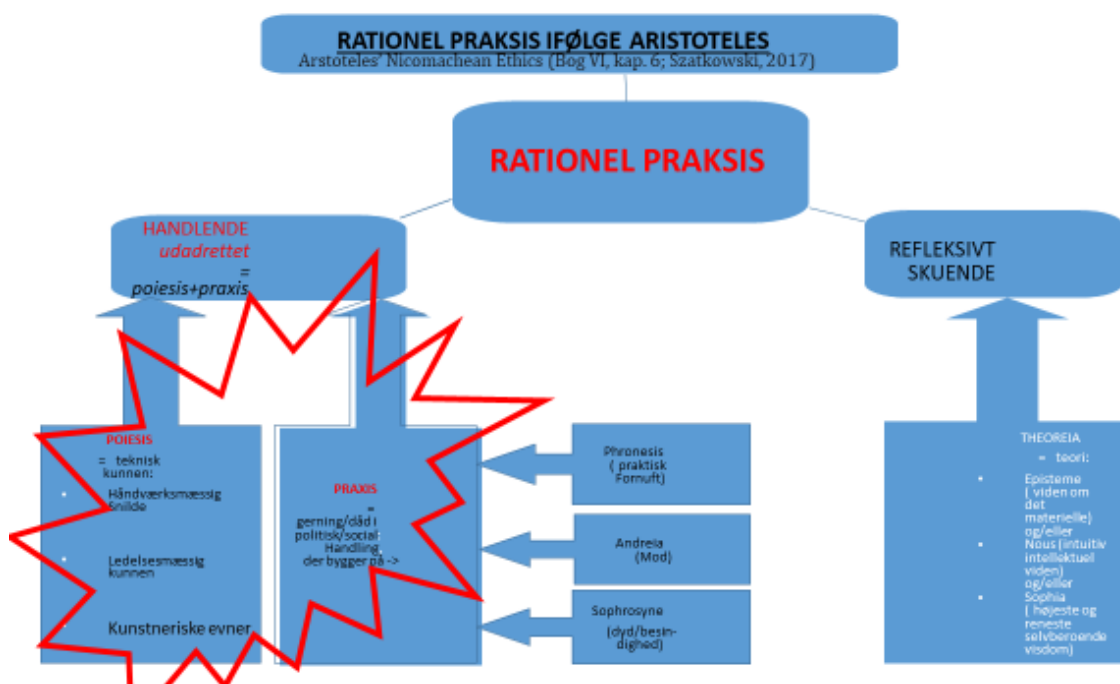 RATIONEL PRAKSIS IFØLGE ARISTOTELES
Arstoteles' Nicomachean Ethics (Bog VI, kap. 6; Szatkowski, 2017)
RATIONEL PRAKSIS
HANDLENDE
udadrettet
=
poiesis+praxis
REFLEKSIVT
SKUENDE
POIESIS
= teknisk
kunnen:
• Håndværksmæssig
Snilde
• Ledelsesmæssig
kunnen
• Kunstneriske evner
PRAXIS
=
gerning/dåd i
politisk/social:
Handling,
der bygger på ->
Phronesis
( praktisk
Fornuft)
Andreia
(Mod)
Sophrosyne
(dyd/besin-
dighed)
THEOREIA
= teori:
• Episteme
( viden om
det
materielle)
og/eller
• Nous (intuitiv
intellektuel
viden)
og/eller
• Sophia
( højeste og
reneste
selvberoende
visdom)